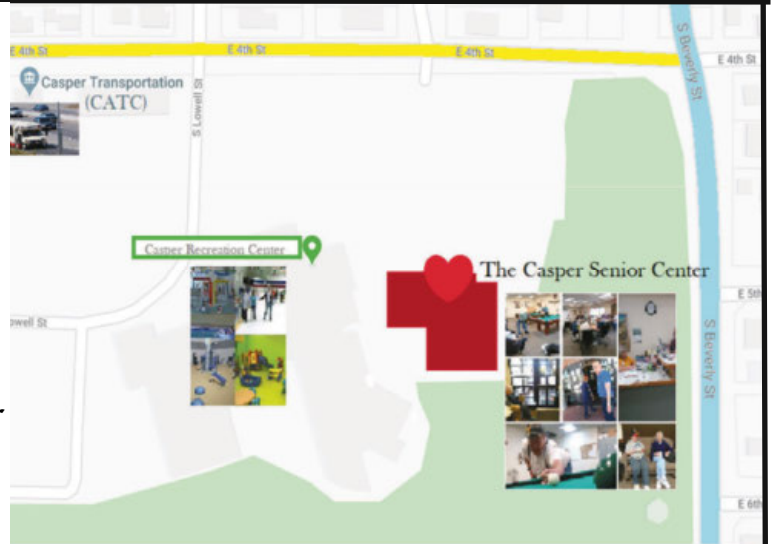 E 4th St
E 4th St
E 4th St
E 4th St
S Beverly St
Casper Transportation
(CATC)
S Lowell St
Casper Recreation Center
The Casper Senior Center
E 5th
owell St
S Beverly St
E 6th